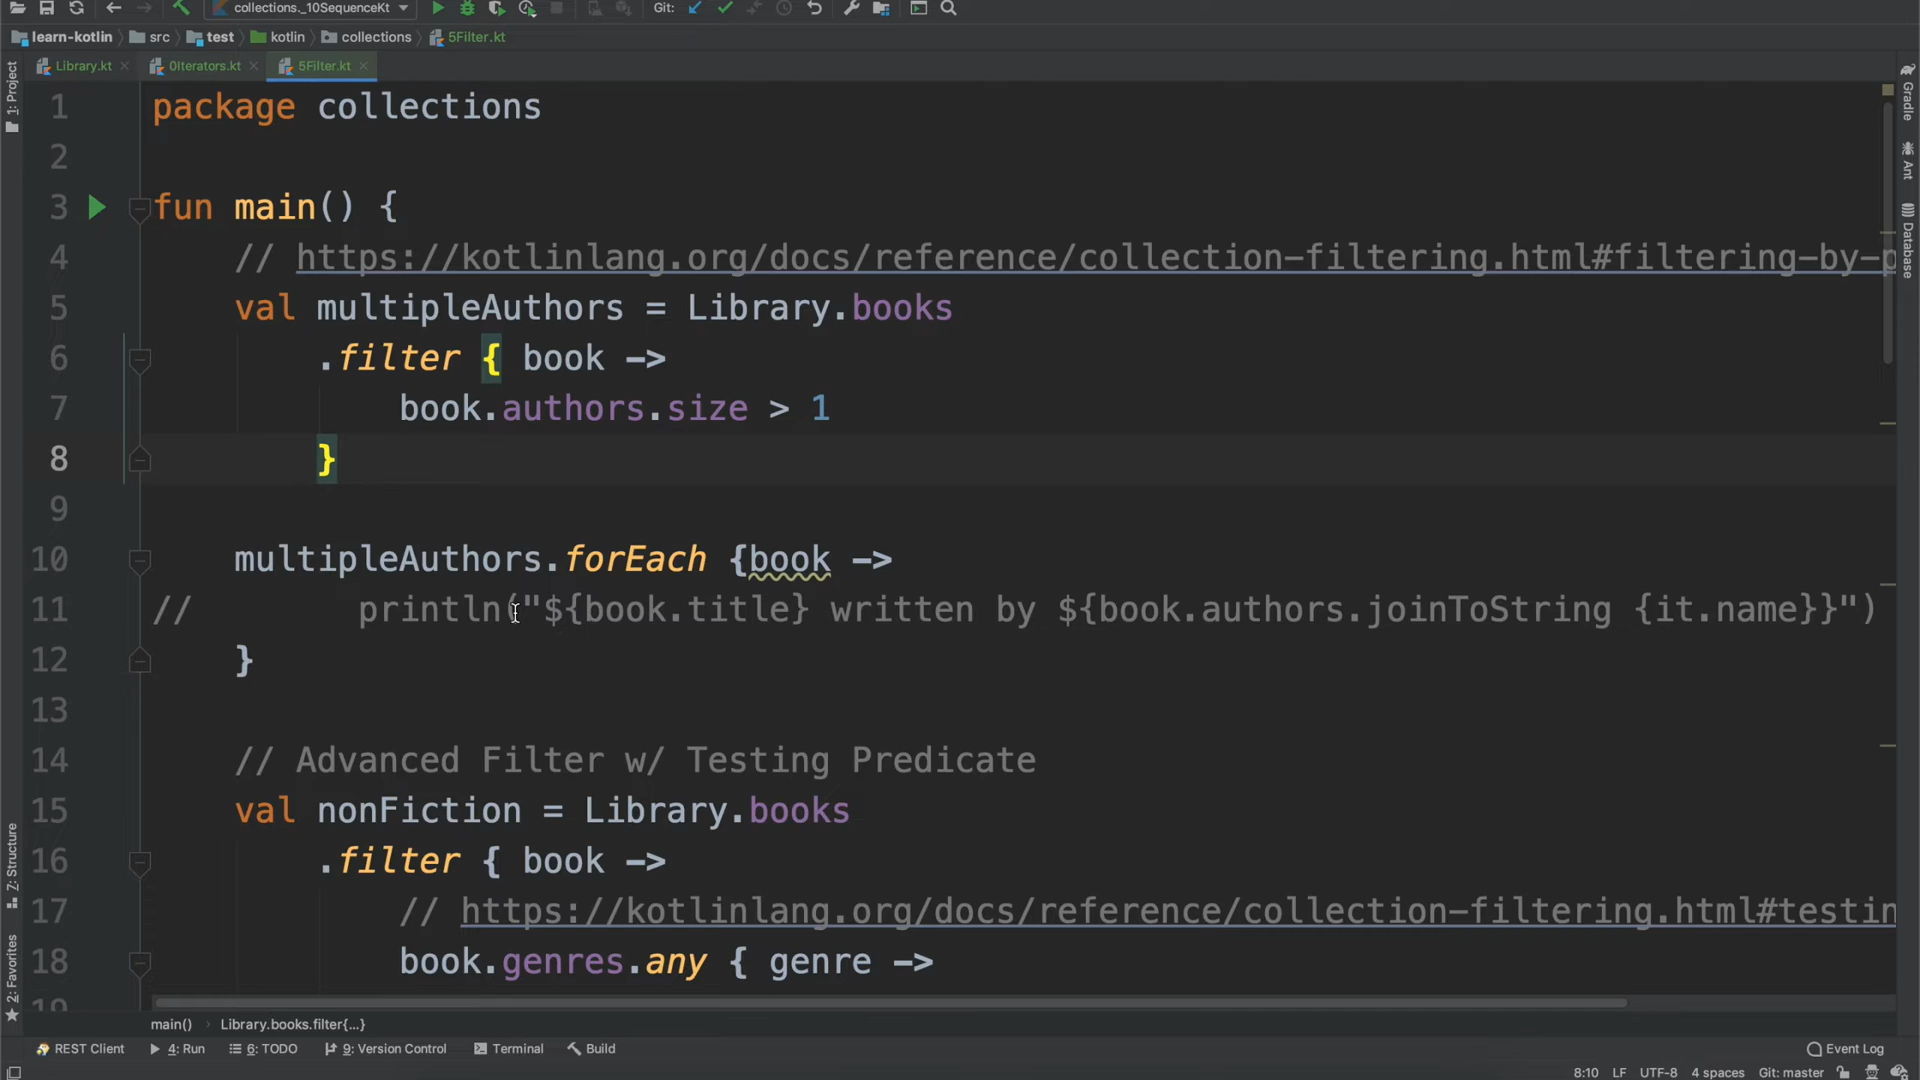 collections._10SequenceKt
Git:
learn-kotlin src test kotlin collections 5Filter.kt
Library.kt 0Iterators.kt 5Filter.kt
1: Project
Gradle
Ant
Database
1 package collections
2
3 fun main() {
4 // https://kotlinlang.org/docs/reference/collection-filtering.html#filtering-by-p
5 val multipleAuthors = Library.books
6 .filter { book ->
7 book.authors.size > 1
8 }
9
10 multipleAuthors.forEach {book ->
11 // println("${book.title} written by ${book.authors.joinToString {it.name}}")
12 }
13
14 // Advanced Filter w/ Testing Predicate
15 val nonFiction = Library.books
16 .filter { book ->
17 // https://kotlinlang.org/docs/reference/collection-filtering.html#testin
18 book.genres.any { genre ->
19
Z: Structure
2: Favorites
main() Library.books.filter{...}
REST Client 4: Run 6: TODO 9: Version Control Terminal Build Event Log
8:10 LF UTF-8 4 spaces Git: master